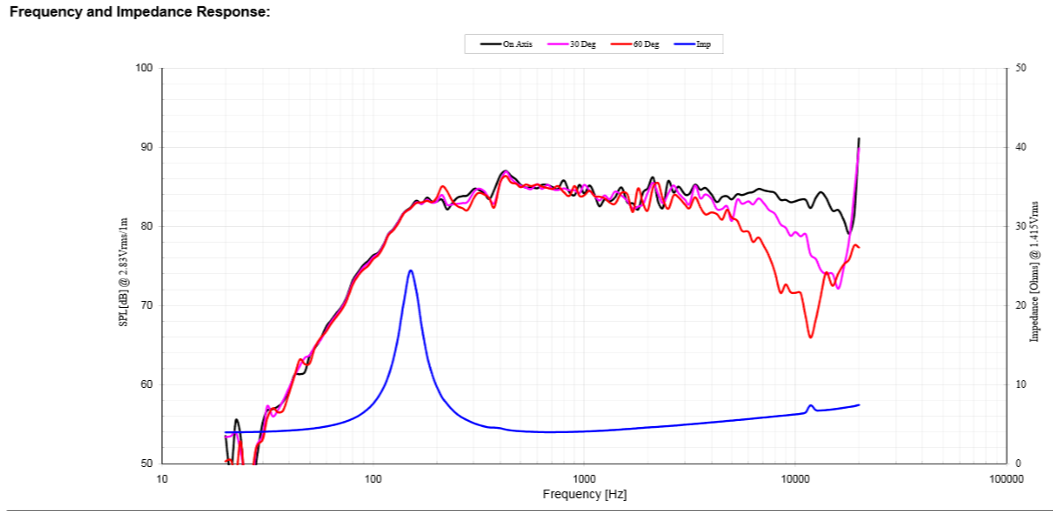 Frequency and Impedance Response:
On Axis 30 Deg 60 Deg Imp
100 50
90 40
80 30
70 20
60 10
50 0
SPL[dB] @ 2.83Vrms/1m
Impedance [Ohms] @ 1.415Vrms
10 100 1000 10000 100000
Frequency [Hz]